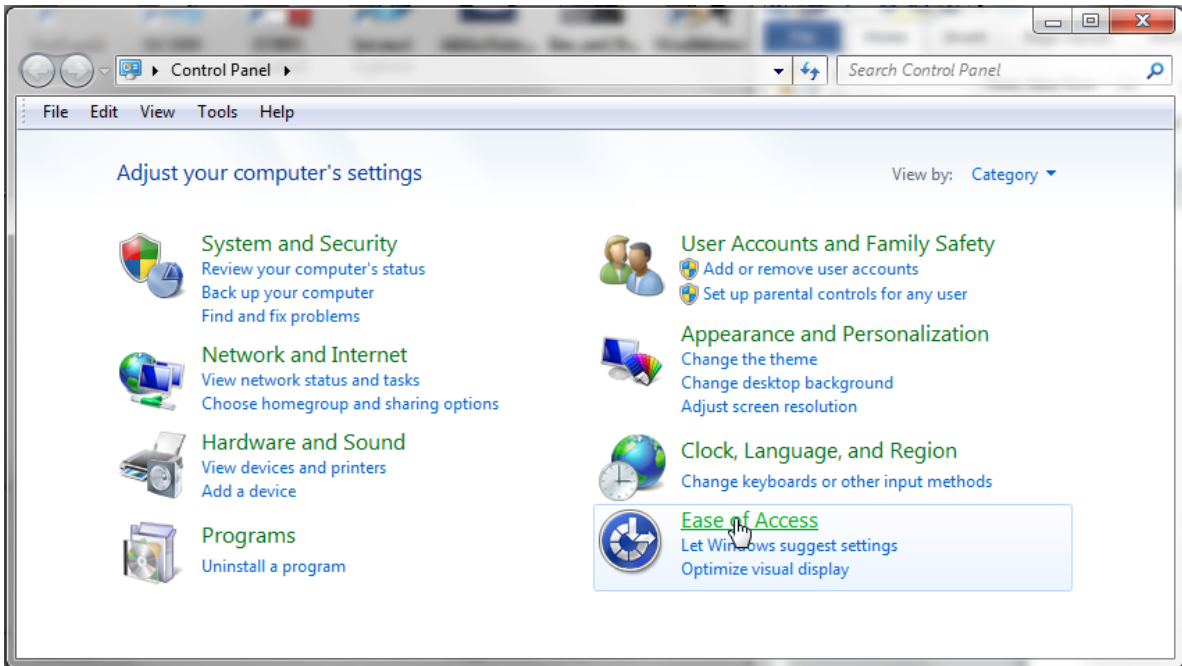 Control Panel
Search Control Panel
File Edit View Tools Help
Adjust your computer's settings
View by: Category
System and Security
Review your computer's status
Back up your computer
Find and fix problems
Network and Internet
View network status and tasks
Choose homegroup and sharing options
Hardware and Sound
View devices and printers
Add a device
Programs
Uninstall a program
User Accounts and Family Safety
Add or remove user accounts
Set up parental controls for any user
Appearance and Personalization
Change the theme
Change desktop background
Adjust screen resolution
Clock, Language, and Region
Change keyboards or other input methods
Ease of Access
Let Windows suggest settings
Optimize visual display